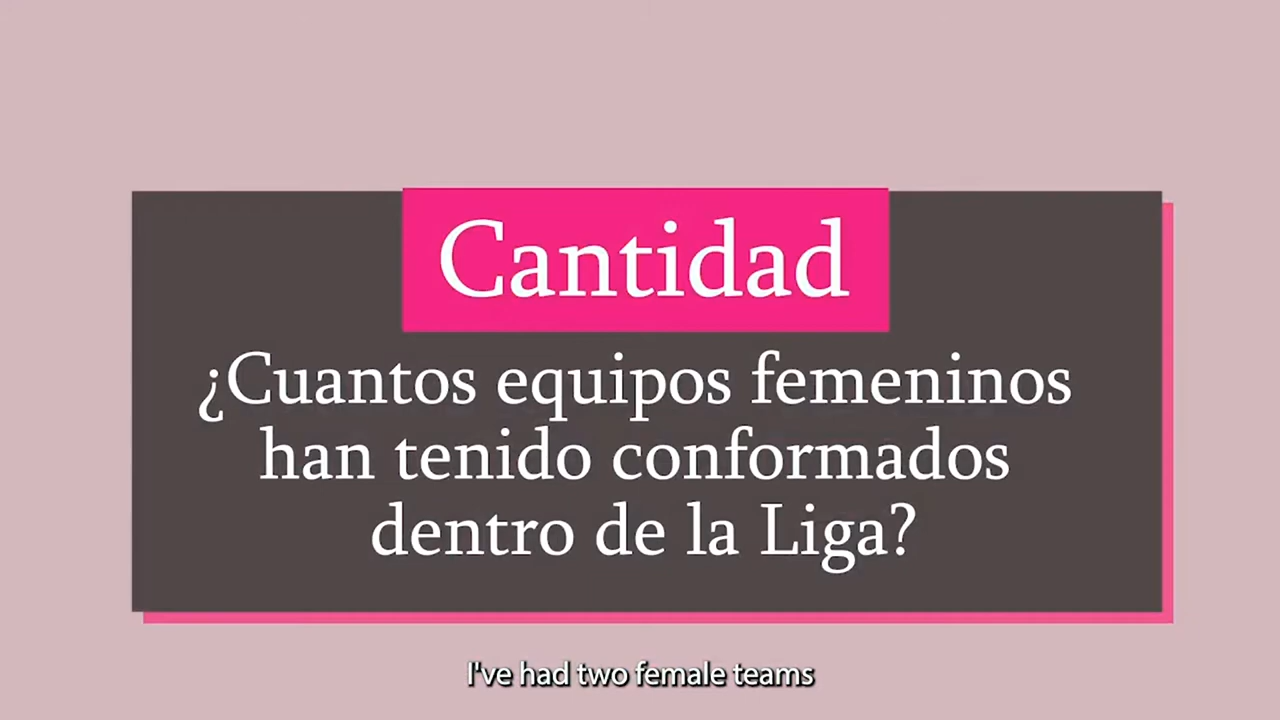 Cantidad
¿Cuantos equipos femeninos
han tenido conformados
dentro de la Liga?
I've had two female teams